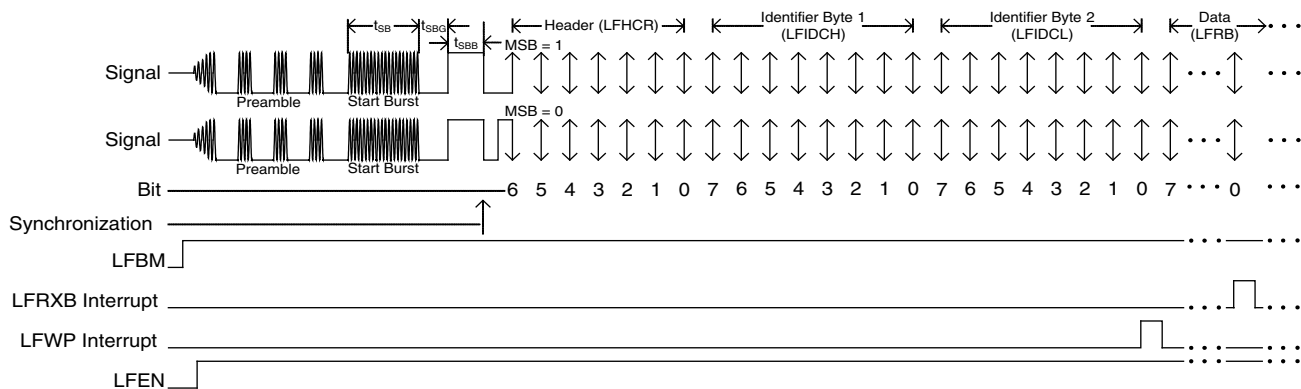 tSB tSBG Header (LFHCR) Identifier Byte 1 (LFIDCH) Identifier Byte 2 (LFIDCL) Data (LFRB) • • •
tSBB MSB = 1
Signal • • • • • •
Preamble Start Burst
MSB = 0
Signal • • • • • •
Preamble Start Burst
Bit 6 5 4 3 2 1 0 7 6 5 4 3 2 1 0 7 6 5 4 3 2 1 0 7 • • • 0 • • •
Synchronization
LFBM • • • • • •
LFRXB Interrupt • • • • • •
LFWP Interrupt • • • • • •
LFEN • • • • • •